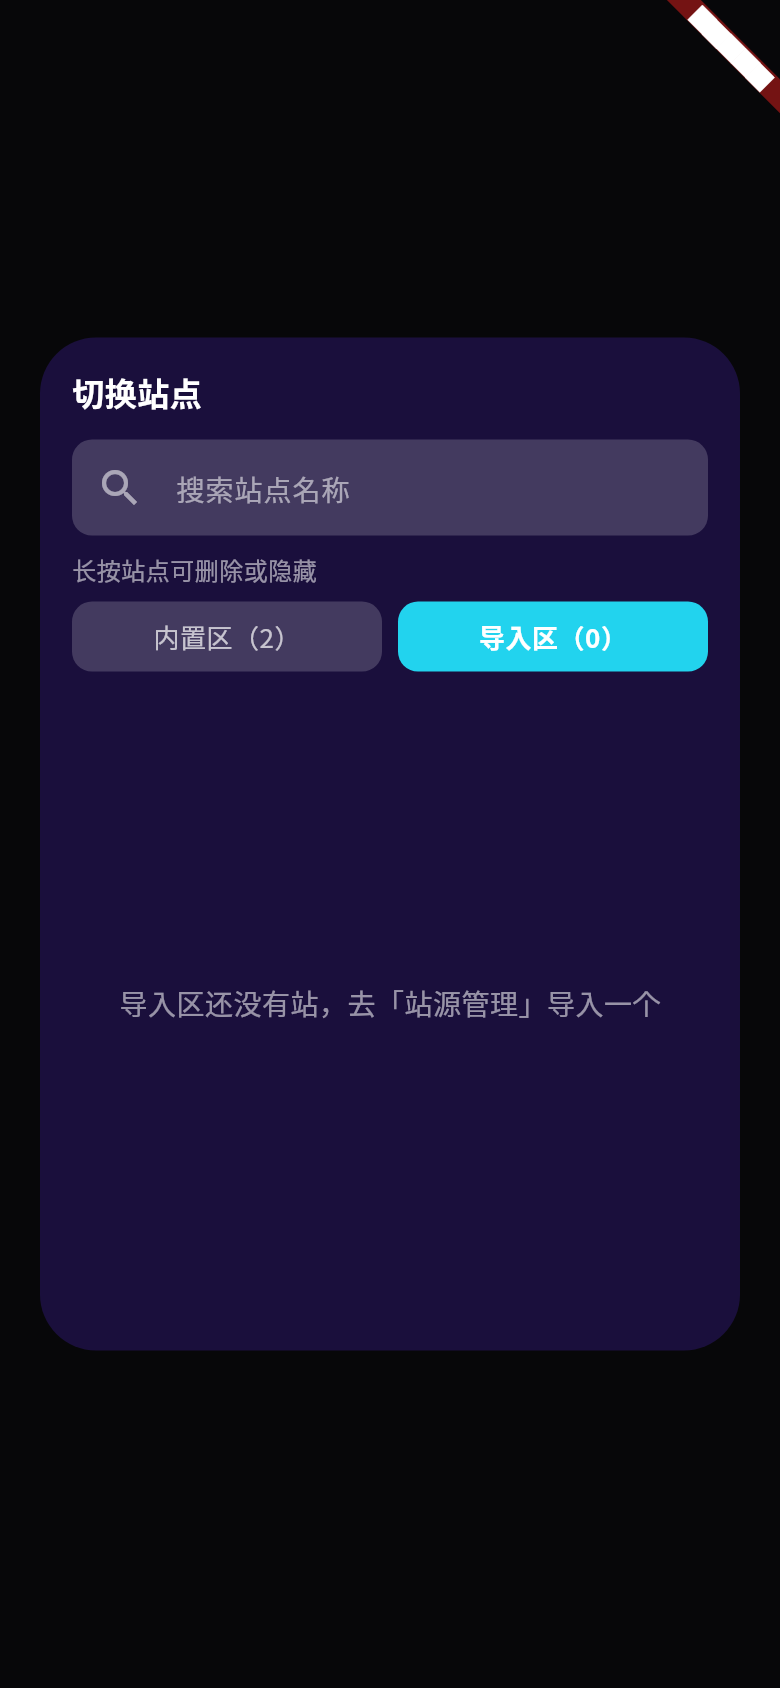 切换站点
搜索站点名称
长按站点可删除或隐藏
内置区（2）
导入区（0）
导入区还没有站，去「站源管理」导入一个